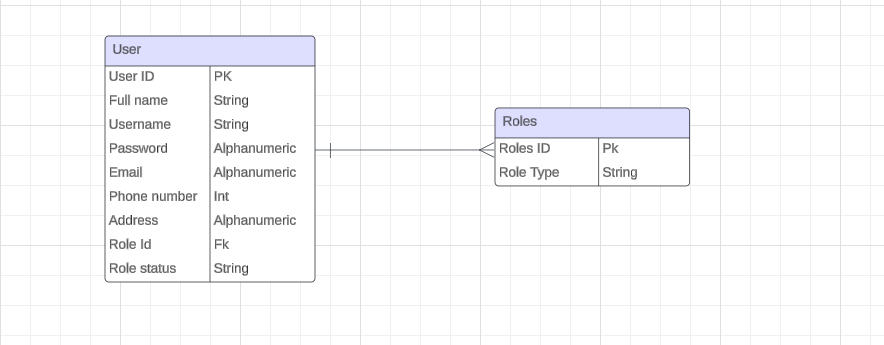 User
User ID PK
Full name String
Username String
Password Alphanumeric
Email Alphanumeric
Phone number Int
Address Alphanumeric
Role Id Fk
Role status String
Roles
Roles ID Pk
Role Type String